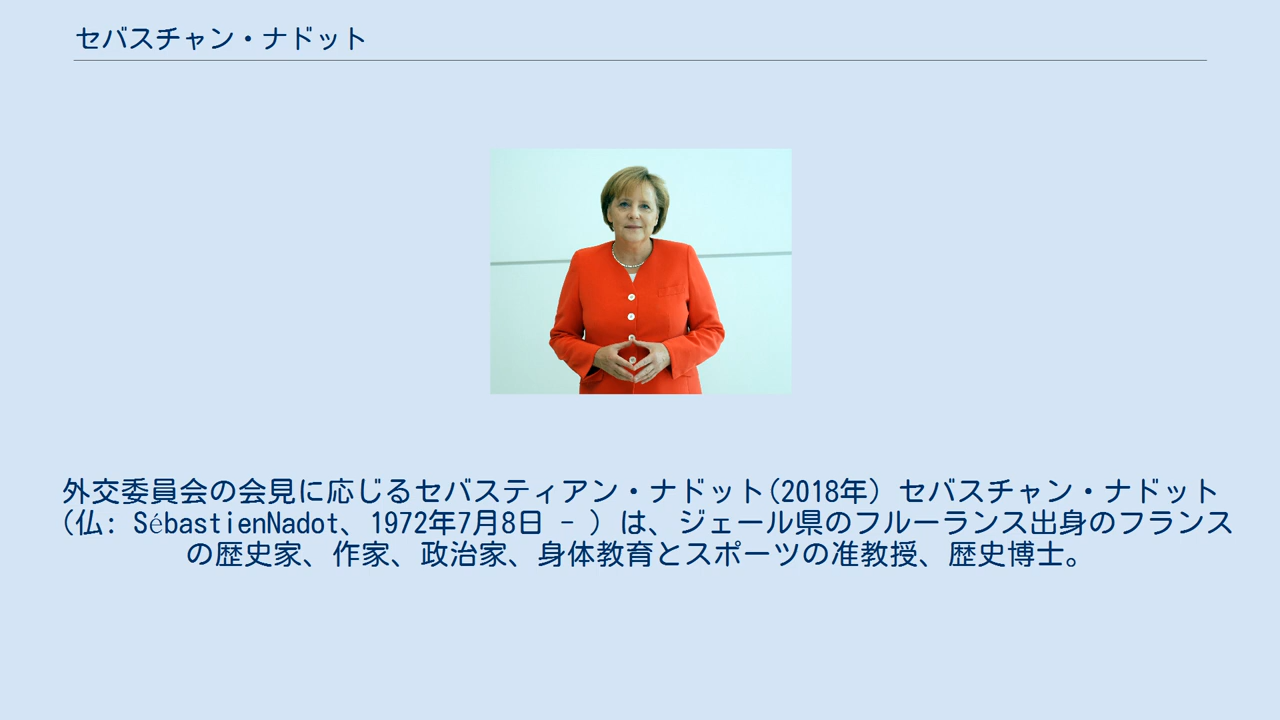 セバスチャン・ナドット
外交委員会の会見に応じるセバスティアン・ナドット(2018年) セバスチャン・ナドット
(仏: SébastienNadot、1972年7月8日 - ) は、ジェール県のフルーランス出身のフランス
の歴史家、作家、政治家、身体教育とスポーツの准教授、歴史博士。